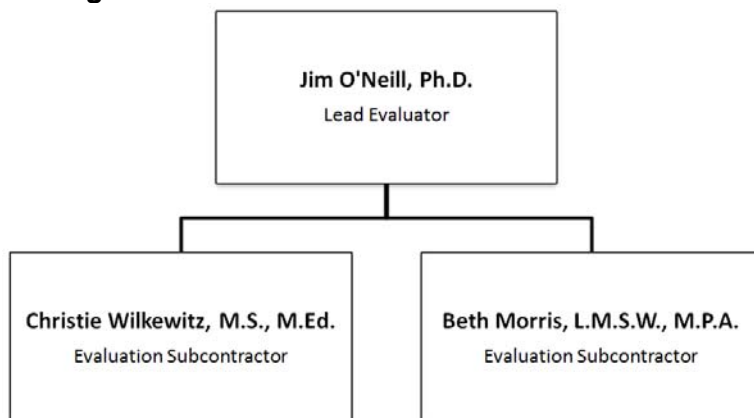 Jim O'Neill, Ph.D.
Lead Evaluator
Christie Wilkewitz, M.S., M.Ed.
Evaluation Subcontractor
Beth Morris, L.M.S.W., M.P.A.
Evaluation Subcontractor